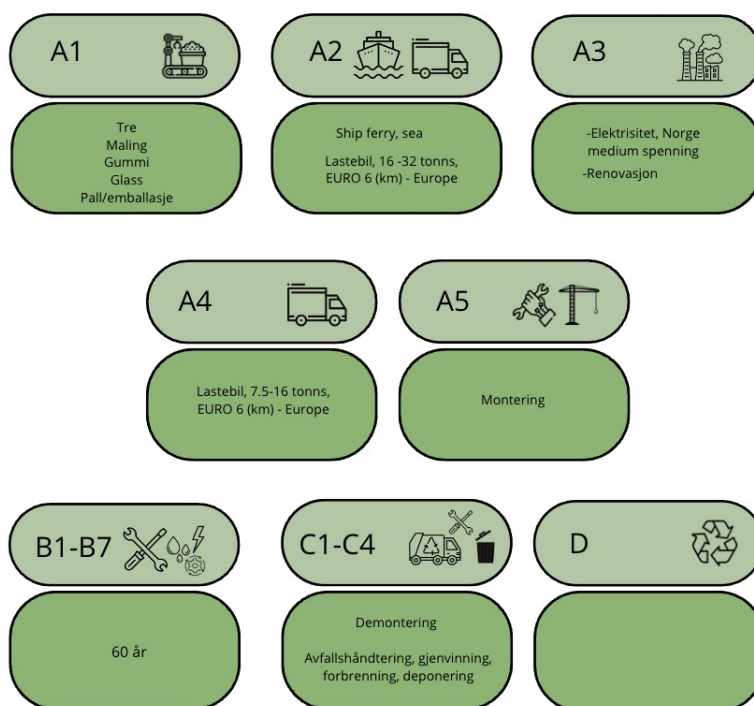 A1
Tre
Maling
Gummi
Glass
Pall/emballasje
A2
Ship ferry, sea
Lastebil, 16 -32 tonns,
EURO 6 (km) - Europe
A3
-Elektrisitet, Norge
medium spenning
-Renovasjon
A4
Lastebil, 7.5-16 tonns,
EURO 6 (km) - Europe
A5
Montering
B1-B7
60 år
C1-C4
Demontering
Avfallshåndtering, gjenvinning,
forbrenning, deponering
D